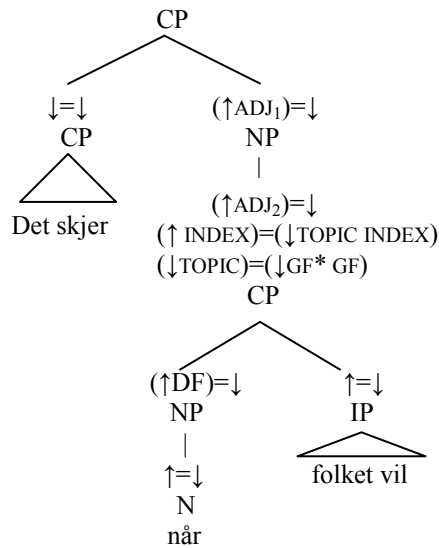 CP
↓=↓ (↑ADJ₁)=↓
CP NP
Det skjer (↑ADJ₂)=↓
(↑ INDEX)=(↓TOPIC INDEX)
(↓TOPIC)=(↓GF* GF)
CP
(↑DF)=↓ ↑=↓
NP IP
↑=↓ folket vil
N
når